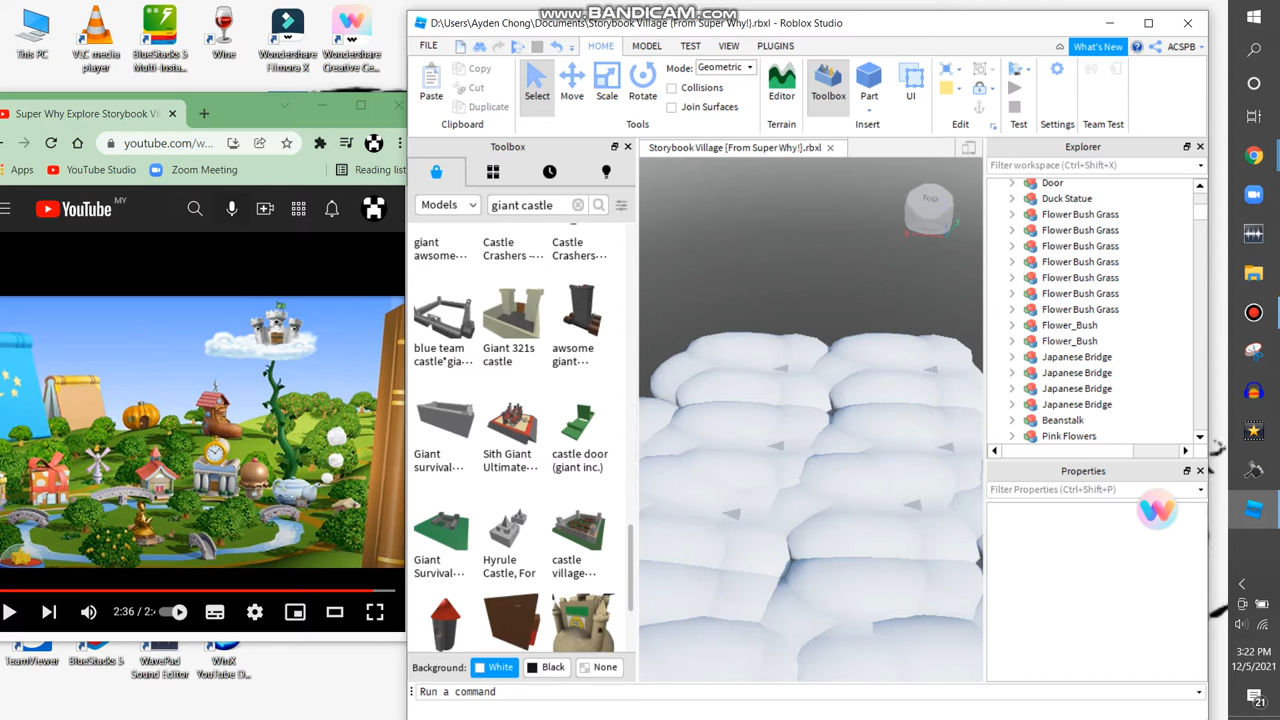 www.BANDICAM.com
This PC
VLC media player
BlueStacks 5 Multi-Insta...
Wine
Wondershare Filmora X
Wondershare Creative Ce...
D:\Users\Ayden Chong\Documents\Storybook Village {From Super Why!}.rbxl - Roblox Studio
FILE
HOME
MODEL
TEST
VIEW
PLUGINS
What's New
ACSPB
Paste
Copy
Cut
Duplicate
Clipboard
Select
Move
Scale
Rotate
Mode: Geometric
Collisions
Join Surfaces
Tools
Editor
Terrain
Toolbox
Part
UI
Insert
Edit
Test
Settings
Team Test
Super Why Explore Storybook Vi
youtube.com/w...
Apps
YouTube Studio
Zoom Meeting
Reading list
YouTube MY
2:36 / 2:
Toolbox
Models
giant castle
giant awsome...
Castle Crashers -...
Castle Crashers...
blue team castle*gia...
Giant 321s castle
awsome giant...
Giant survival...
Sith Giant Ultimate...
castle door (giant inc.)
Giant Survival...
Hyrule Castle, For
castle village...
Background:
White
Black
None
Run a command
Storybook Village {From Super Why!}.rbxl
Top
Explorer
Filter workspace (Ctrl+Shift+X)
Door
Duck Statue
Flower Bush Grass
Flower Bush Grass
Flower Bush Grass
Flower Bush Grass
Flower Bush Grass
Flower Bush Grass
Flower Bush Grass
Flower_Bush
Flower_Bush
Japanese Bridge
Japanese Bridge
Japanese Bridge
Japanese Bridge
Beanstalk
Pink Flowers
Properties
Filter Properties (Ctrl+Shift+P)
TeamViewer
BlueStacks 5
WavePad Sound Editor
WinX YouTube D...
3:22 PM
12/5/2021
21